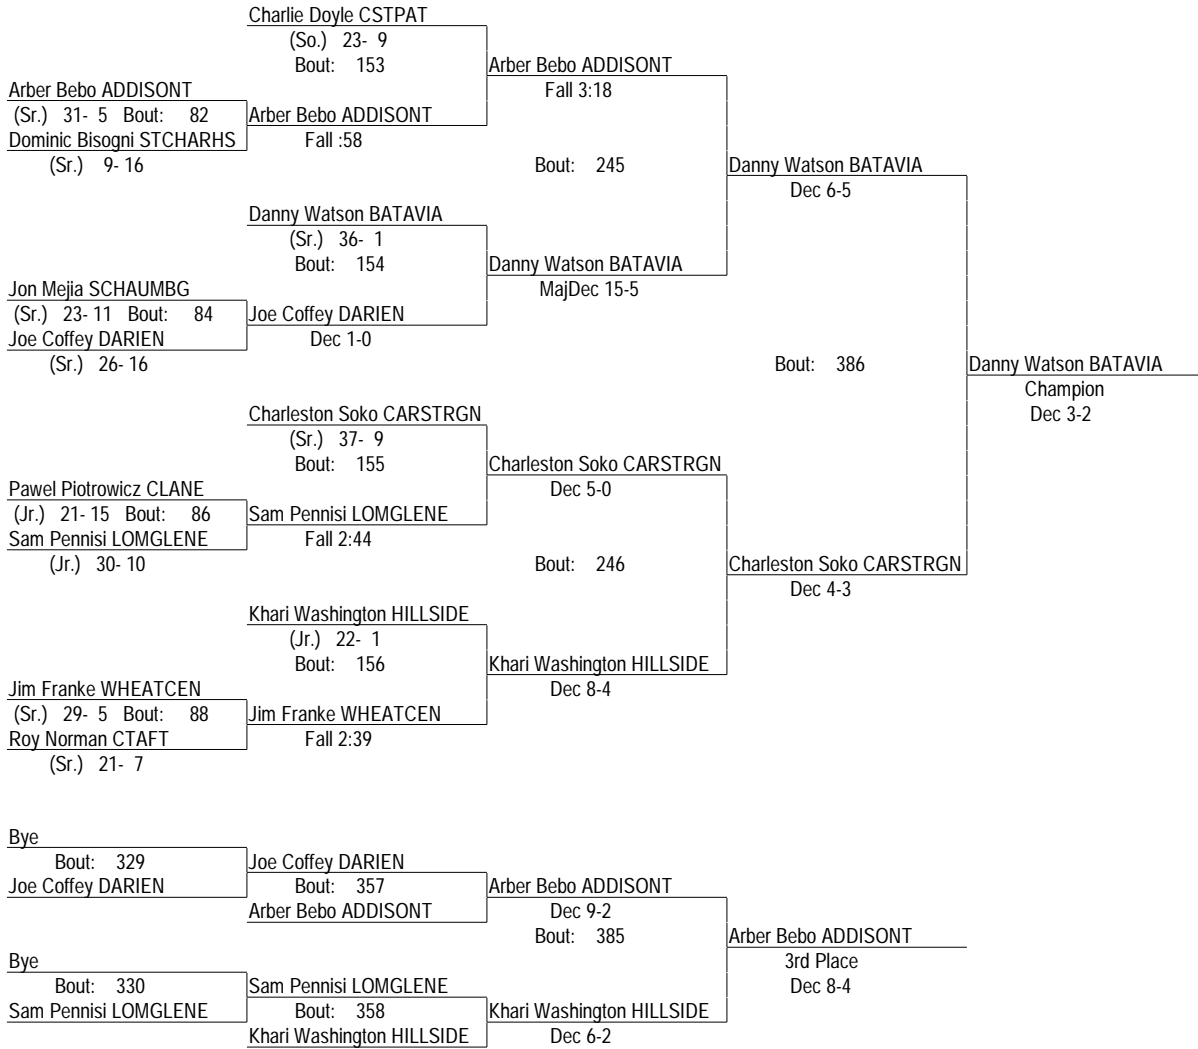 Charlie Doyle CSTPAT
(So.) 23- 9
Bout: 153
Arber Bebo ADDISONT
Fall 3:18
Arber Bebo ADDISONT
(Sr.) 31- 5 Bout: 82
Dominic Bisogni STCHARHS
(Sr.) 9- 16
Arber Bebo ADDISONT
Fall :58
Bout: 245
Danny Watson BATAVIA
Dec 6-5
Danny Watson BATAVIA
(Sr.) 36- 1
Bout: 154
Danny Watson BATAVIA
MajDec 15-5
Jon Mejia SCHAUMBG
(Sr.) 23- 11 Bout: 84
Joe Coffey DARIEN
(Sr.) 26- 16
Joe Coffey DARIEN
Dec 1-0
Bout: 386
Danny Watson BATAVIA
Champion
Dec 3-2
Charleston Soko CARSTRGN
(Sr.) 37- 9
Bout: 155
Charleston Soko CARSTRGN
Dec 5-0
Pawel Piotrowicz CLANE
(Jr.) 21- 15 Bout: 86
Sam Pennisi LOMGLENE
(Jr.) 30- 10
Sam Pennisi LOMGLENE
Fall 2:44
Bout: 246
Charleston Soko CARSTRGN
Dec 4-3
Khari Washington HILLSIDE
(Jr.) 22- 1
Bout: 156
Khari Washington HILLSIDE
Dec 8-4
Jim Franke WHEATCEN
(Sr.) 29- 5 Bout: 88
Roy Norman CTAFT
(Sr.) 21- 7
Jim Franke WHEATCEN
Fall 2:39
Bye
Bout: 329
Joe Coffey DARIEN
Joe Coffey DARIEN
Bout: 357
Arber Bebo ADDISONT
Arber Bebo ADDISONT
Dec 9-2
Bout: 385
Arber Bebo ADDISONT
3rd Place
Dec 8-4
Bye
Bout: 330
Sam Pennisi LOMGLENE
Sam Pennisi LOMGLENE
Bout: 358
Khari Washington HILLSIDE
Khari Washington HILLSIDE
Dec 6-2